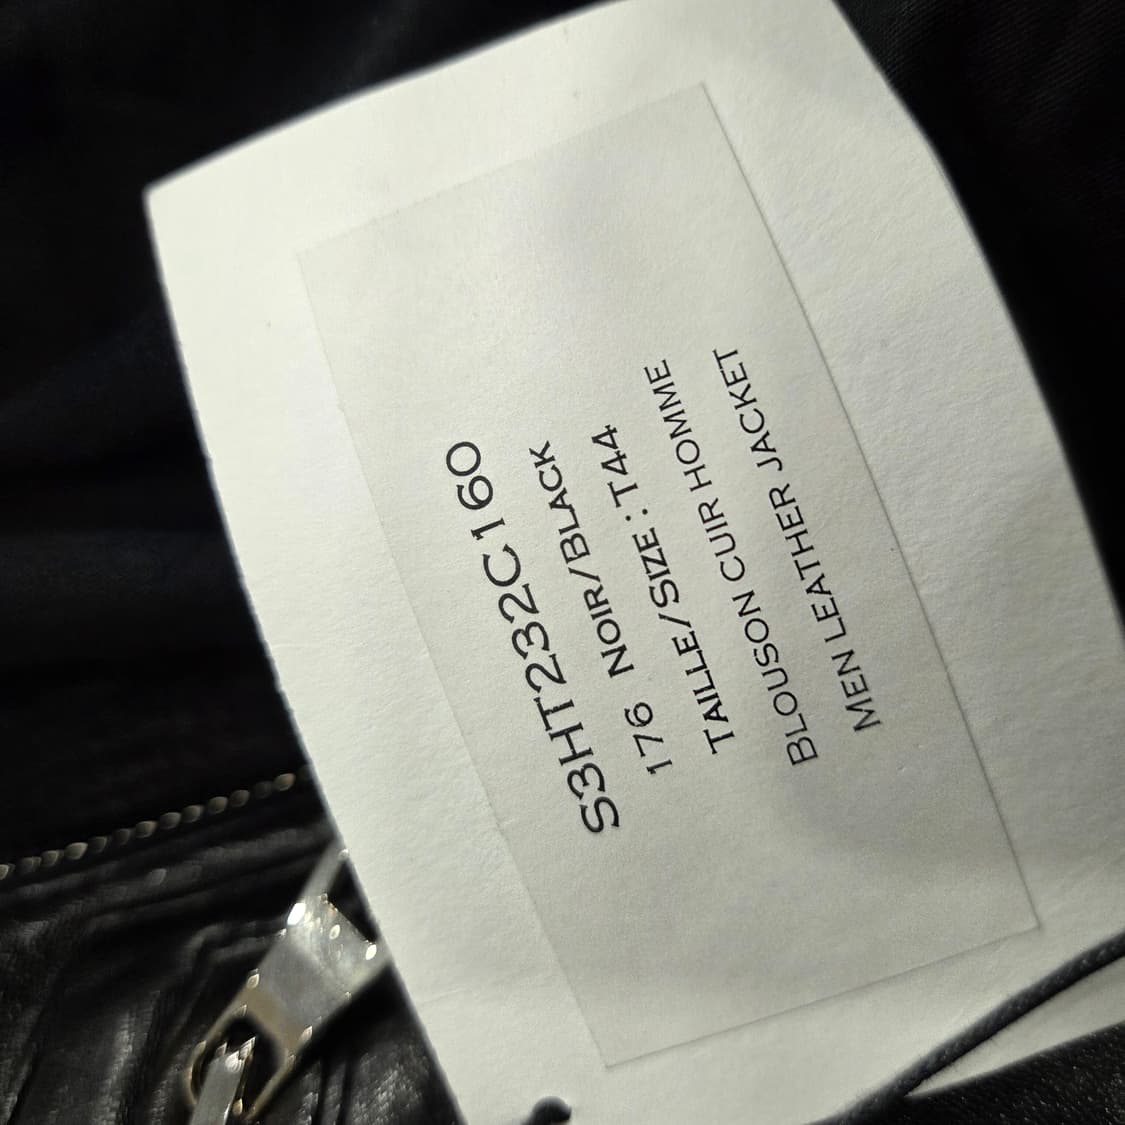 S3HT232C160
176 NOIR/BLACK
TAILLE/SIZE : T44
BLOUSON CUIR HOMME
MEN LEATHER JACKET